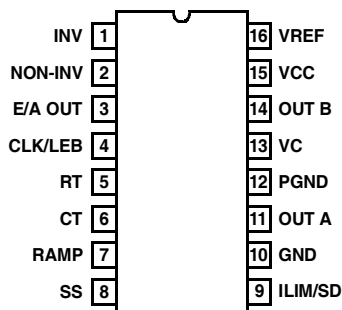 INV 1 16 VREF
NON-INV 2 15 VCC
E/A OUT 3 14 OUT B
CLK/LEB 4 13 VC
RT 5 12 PGND
CT 6 11 OUT A
RAMP 7 10 GND
SS 8 9 ILIM/SD